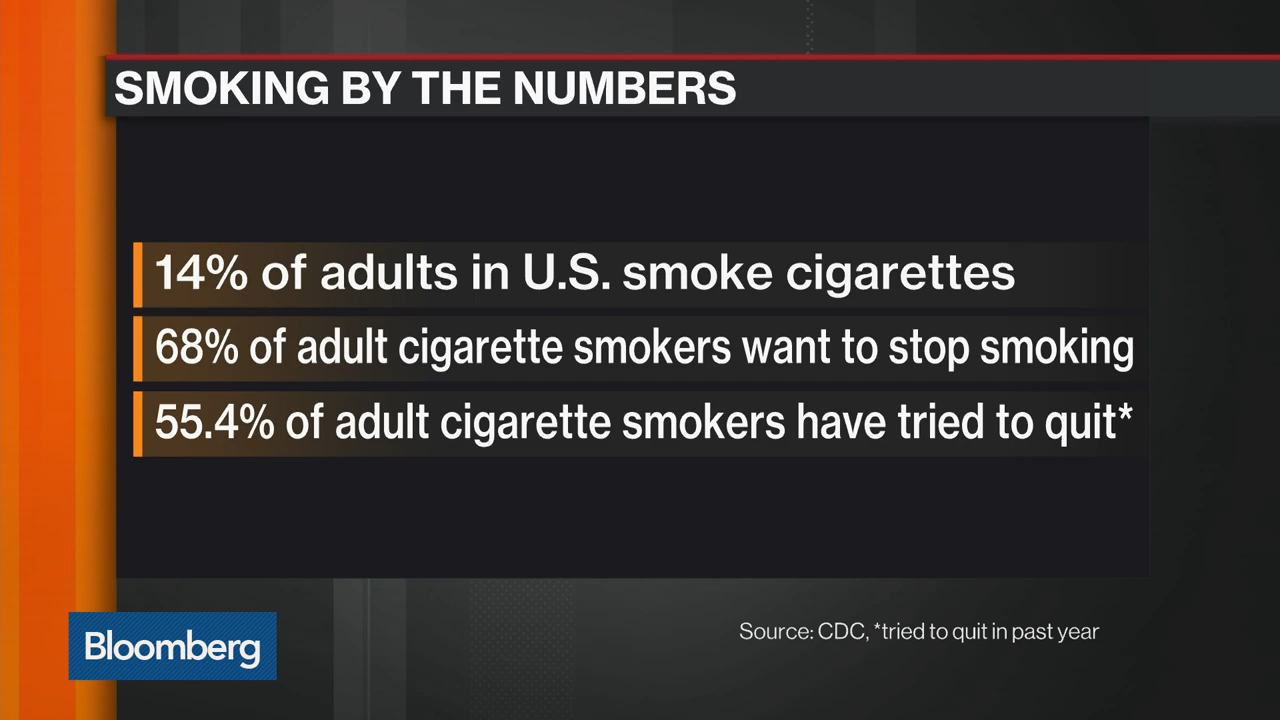 SMOKING BY THE NUMBERS
14% of adults in U.S. smoke cigarettes
68% of adult cigarette smokers want to stop smoking
55.4% of adult cigarette smokers have tried to quit*
Source: CDC, *tried to quit in past year
Bloomberg